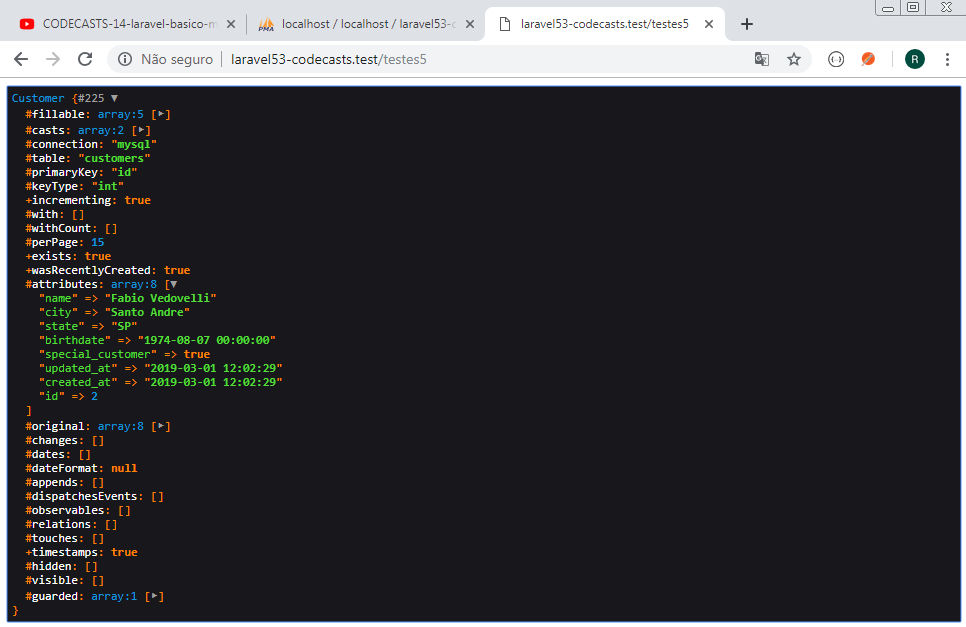 CODECASTS-14-laravel-basico-m
localhost / localhost / laravel53-c
laravel53-codecasts.test/testes5
Não seguro | laravel53-codecasts.test/testes5
R
Customer {#225 ▼
#fillable: array:5 [▶]
#casts: array:2 [▶]
#connection: "mysql"
#table: "customers"
#primaryKey: "id"
#keyType: "int"
+incrementing: true
#with: []
#withCount: []
#perPage: 15
+exists: true
+wasRecentlyCreated: true
#attributes: array:8 [▼
"name" => "Fabio Vedovelli"
"city" => "Santo Andre"
"state" => "SP"
"birthdate" => "1974-08-07 00:00:00"
"special_customer" => true
"updated_at" => "2019-03-01 12:02:29"
"created_at" => "2019-03-01 12:02:29"
"id" => 2
]
#original: array:8 [▶]
#changes: []
#dates: []
#dateFormat: null
#appends: []
#dispatchesEvents: []
#observables: []
#relations: []
#touches: []
+timestamps: true
#hidden: []
#visible: []
#guarded: array:1 [▶]
}